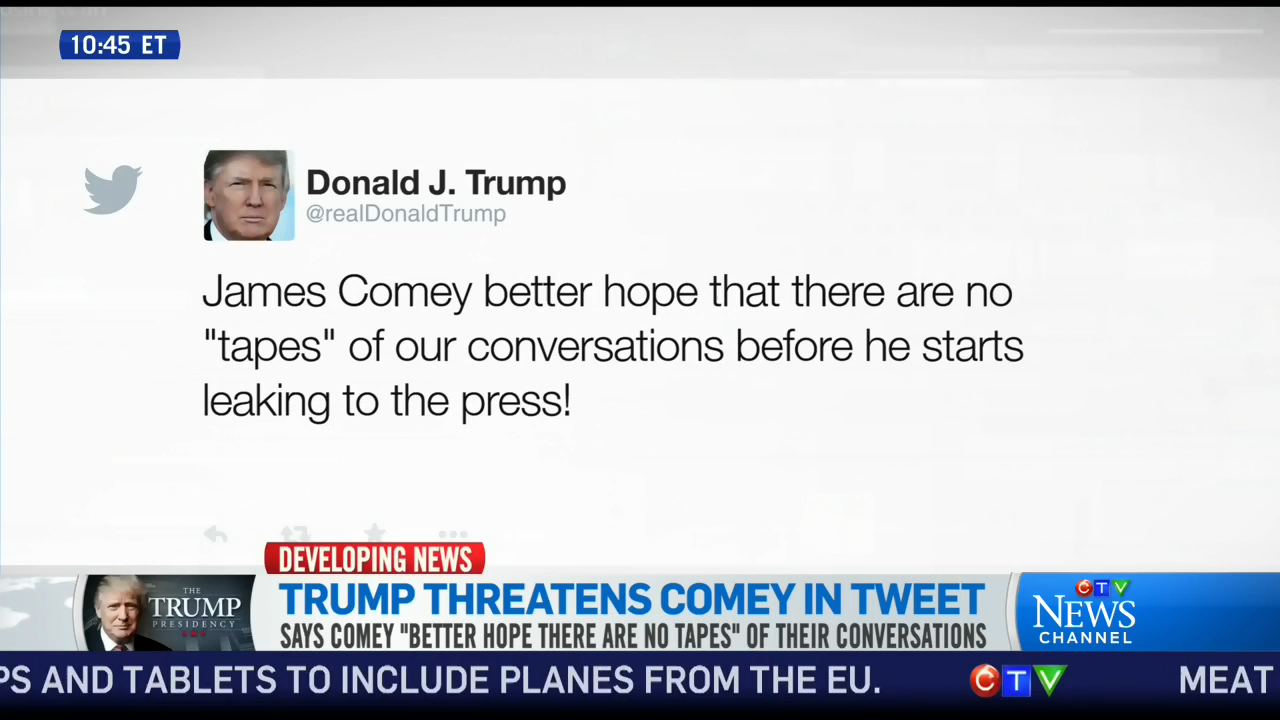 10:45 ET
Donald J. Trump
@realDonaldTrump
James Comey better hope that there are no
"tapes" of our conversations before he starts
leaking to the press!
DEVELOPING NEWS
THE
TRUMP
PRESIDENCY
TRUMP THREATENS COMEY IN TWEET
SAYS COMEY "BETTER HOPE THERE ARE NO TAPES" OF THEIR CONVERSATIONS
CTV
NEWS
CHANNEL
PS AND TABLETS TO INCLUDE PLANES FROM THE EU. CTV MEAT